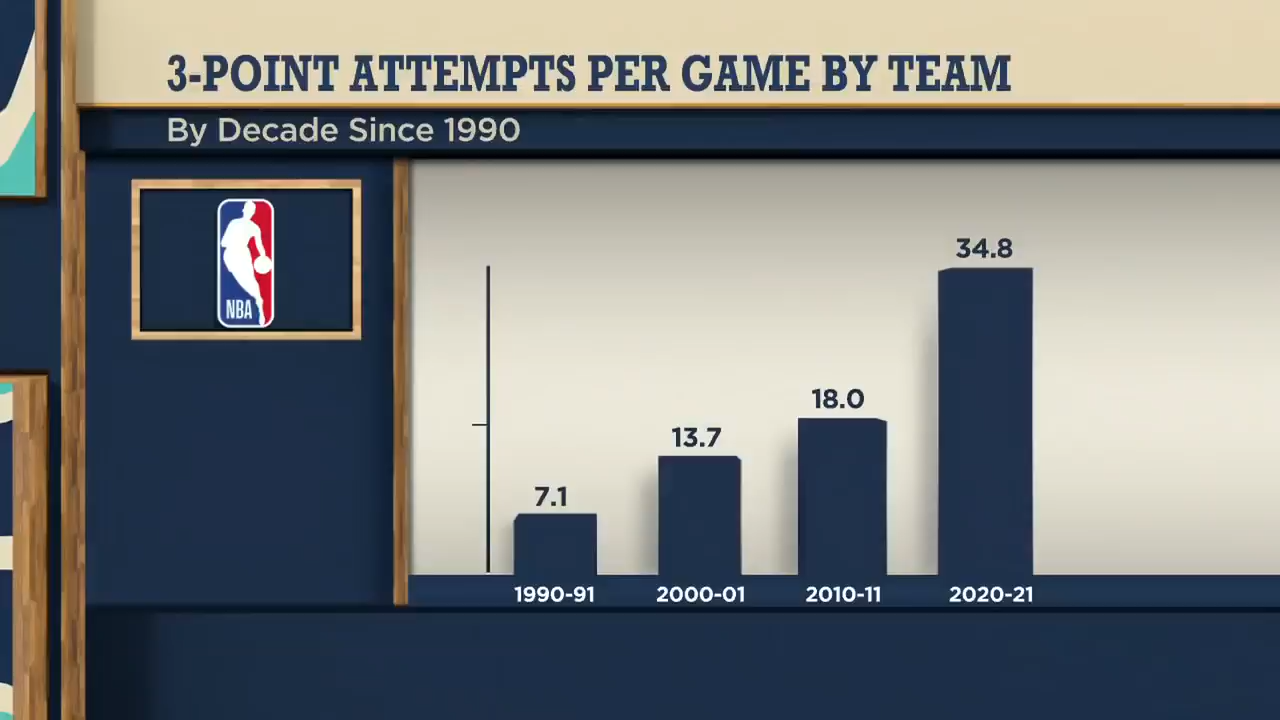 3-POINT ATTEMPTS PER GAME BY TEAM
By Decade Since 1990
NBA
34.8
18.0
13.7
7.1
1990-91 2000-01 2010-11 2020-21